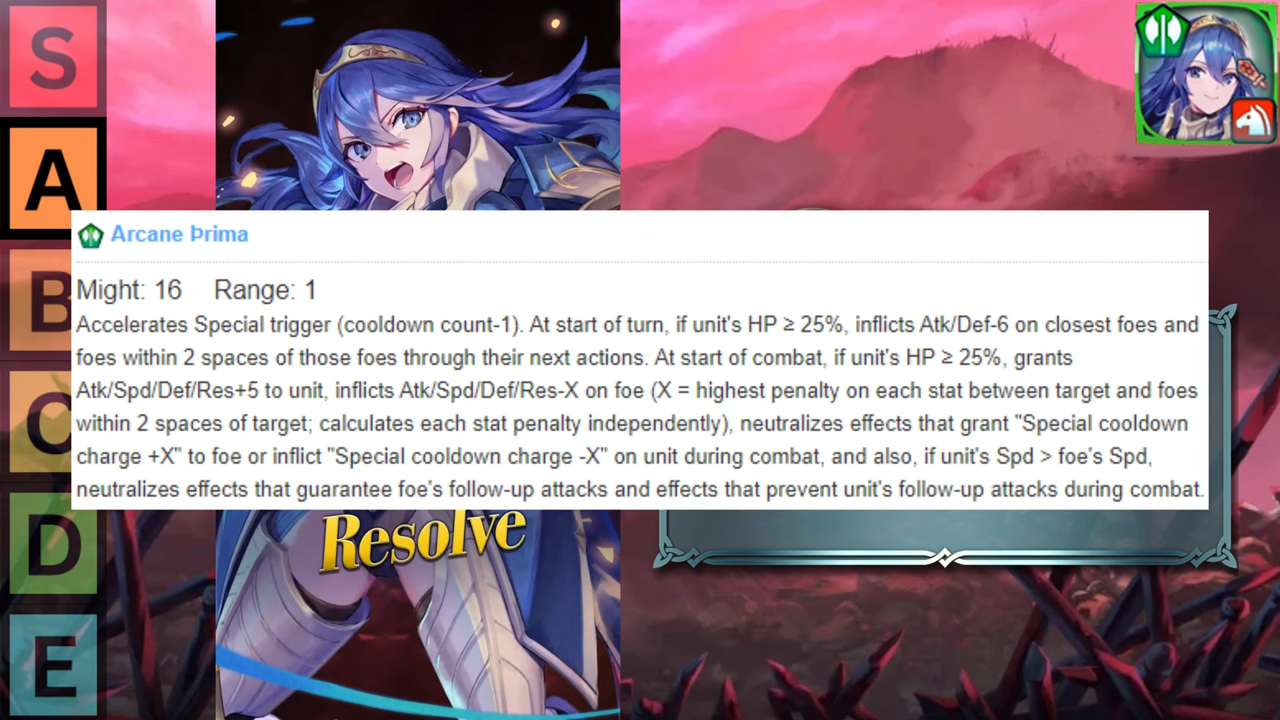 S
A
B
C
D
E
Arcane Þrima
Might: 16 Range: 1
Accelerates Special trigger (cooldown count-1). At start of turn, if unit's HP ≥ 25%, inflicts Atk/Def-6 on closest foes and
foes within 2 spaces of those foes through their next actions. At start of combat, if unit's HP ≥ 25%, grants
Atk/Spd/Def/Res+5 to unit, inflicts Atk/Spd/Def/Res-X on foe (X = highest penalty on each stat between target and foes
within 2 spaces of target; calculates each stat penalty independently), neutralizes effects that grant "Special cooldown
charge +X" to foe or inflict "Special cooldown charge -X" on unit during combat, and also, if unit's Spd > foe's Spd,
neutralizes effects that guarantee foe's follow-up attacks and effects that prevent unit's follow-up attacks during combat.
Resolve